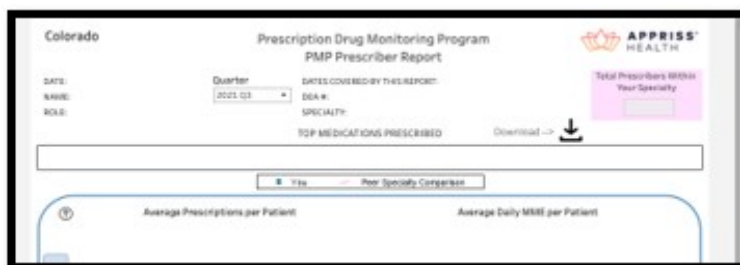 Colorado
Prescription Drug Monitoring Program
PMP Prescriber Report
APPRISS
HEALTH
DATE:
Quarter
DATES COVERED BY THIS REPORT:
Total Prescribers Within
Your Specialty
NAME:
2021 Q3
DEA #:
ROLE:
SPECIALTY:
TOP MEDICATIONS PRESCRIBED
Download -->
You
Peer Specialty Comparison
?
Average Prescriptions per Patient
Average Daily MME per Patient